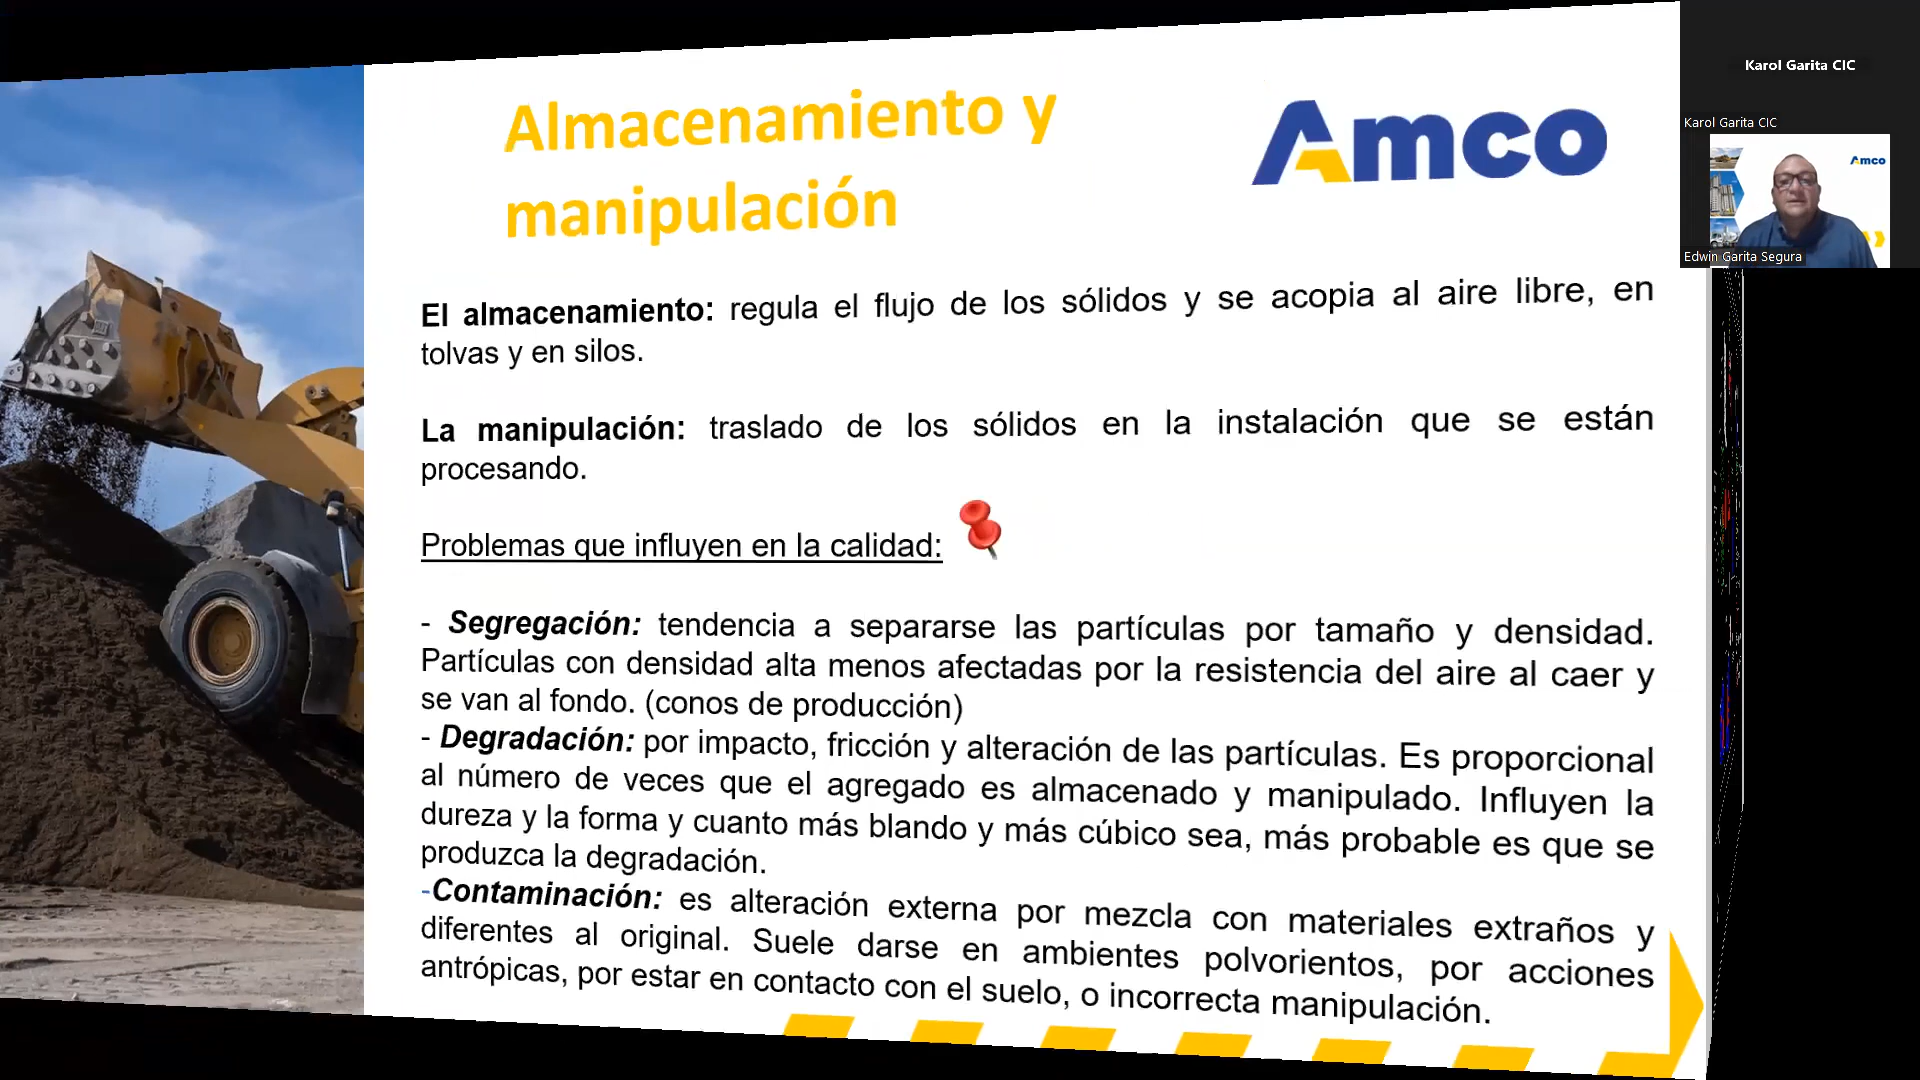 Almacenamiento y
manipulación
Amco
Karol Garita CIC
Karol Garita CIC
Amco
Edwin Garita Segura
El almacenamiento: regula el flujo de los sólidos y se acopia al aire libre, en
tolvas y en silos.
La manipulación: traslado de los sólidos en la instalación que se están
procesando.
Problemas que influyen en la calidad:
- Segregación: tendencia a separarse las partículas por tamaño y densidad.
Partículas con densidad alta menos afectadas por la resistencia del aire al caer y
se van al fondo. (conos de producción)
- Degradación: por impacto, fricción y alteración de las partículas. Es proporcional
al número de veces que el agregado es almacenado y manipulado. Influyen la
dureza y la forma y cuanto más blando y más cúbico sea, más probable es que se
produzca la degradación.
-Contaminación: es alteración externa por mezcla con materiales extraños y
diferentes al original. Suele darse en ambientes polvorientos, por acciones
antrópicas, por estar en contacto con el suelo, o incorrecta manipulación.